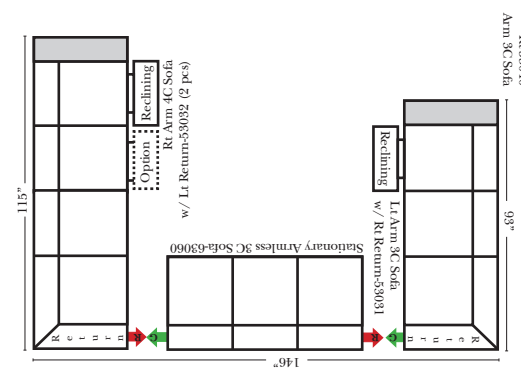 Arm 3C Sofa
115"
Reclining
Option
Rt Arm 4C Sofa
w/ Lt Return-53032 (2 pcs)
Reclining
Lt Arm 3C Sofa
w/ Rt Return-53031
93"
Stationary Armless 3C Sofa-63060
Return
Return
146"